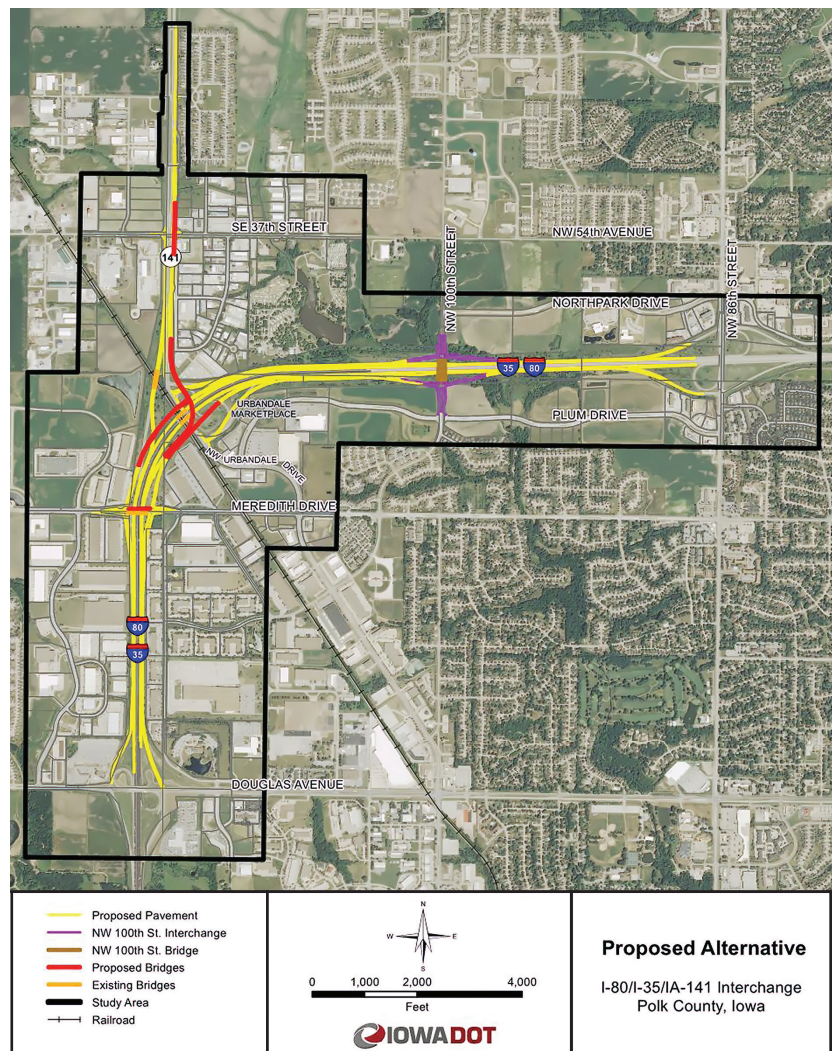 SE 37th STREET
NW 54th AVENUE
141
NW 100th STREET
NW 86th STREET
NORTHPARK DRIVE
35
80
URBANDALE
MARKETPLACE
PLUM DRIVE
NW URBANDALE DRIVE
MEREDITH DRIVE
80
35
DOUGLAS AVENUE
Proposed Pavement
NW 100th St. Interchange
NW 100th St. Bridge
Proposed Bridges
Existing Bridges
Study Area
Railroad
N
W E
S
0 1,000 2,000 4,000
Feet
IOWADOT
Proposed Alternative
I-80/I-35/IA-141 Interchange
Polk County, Iowa